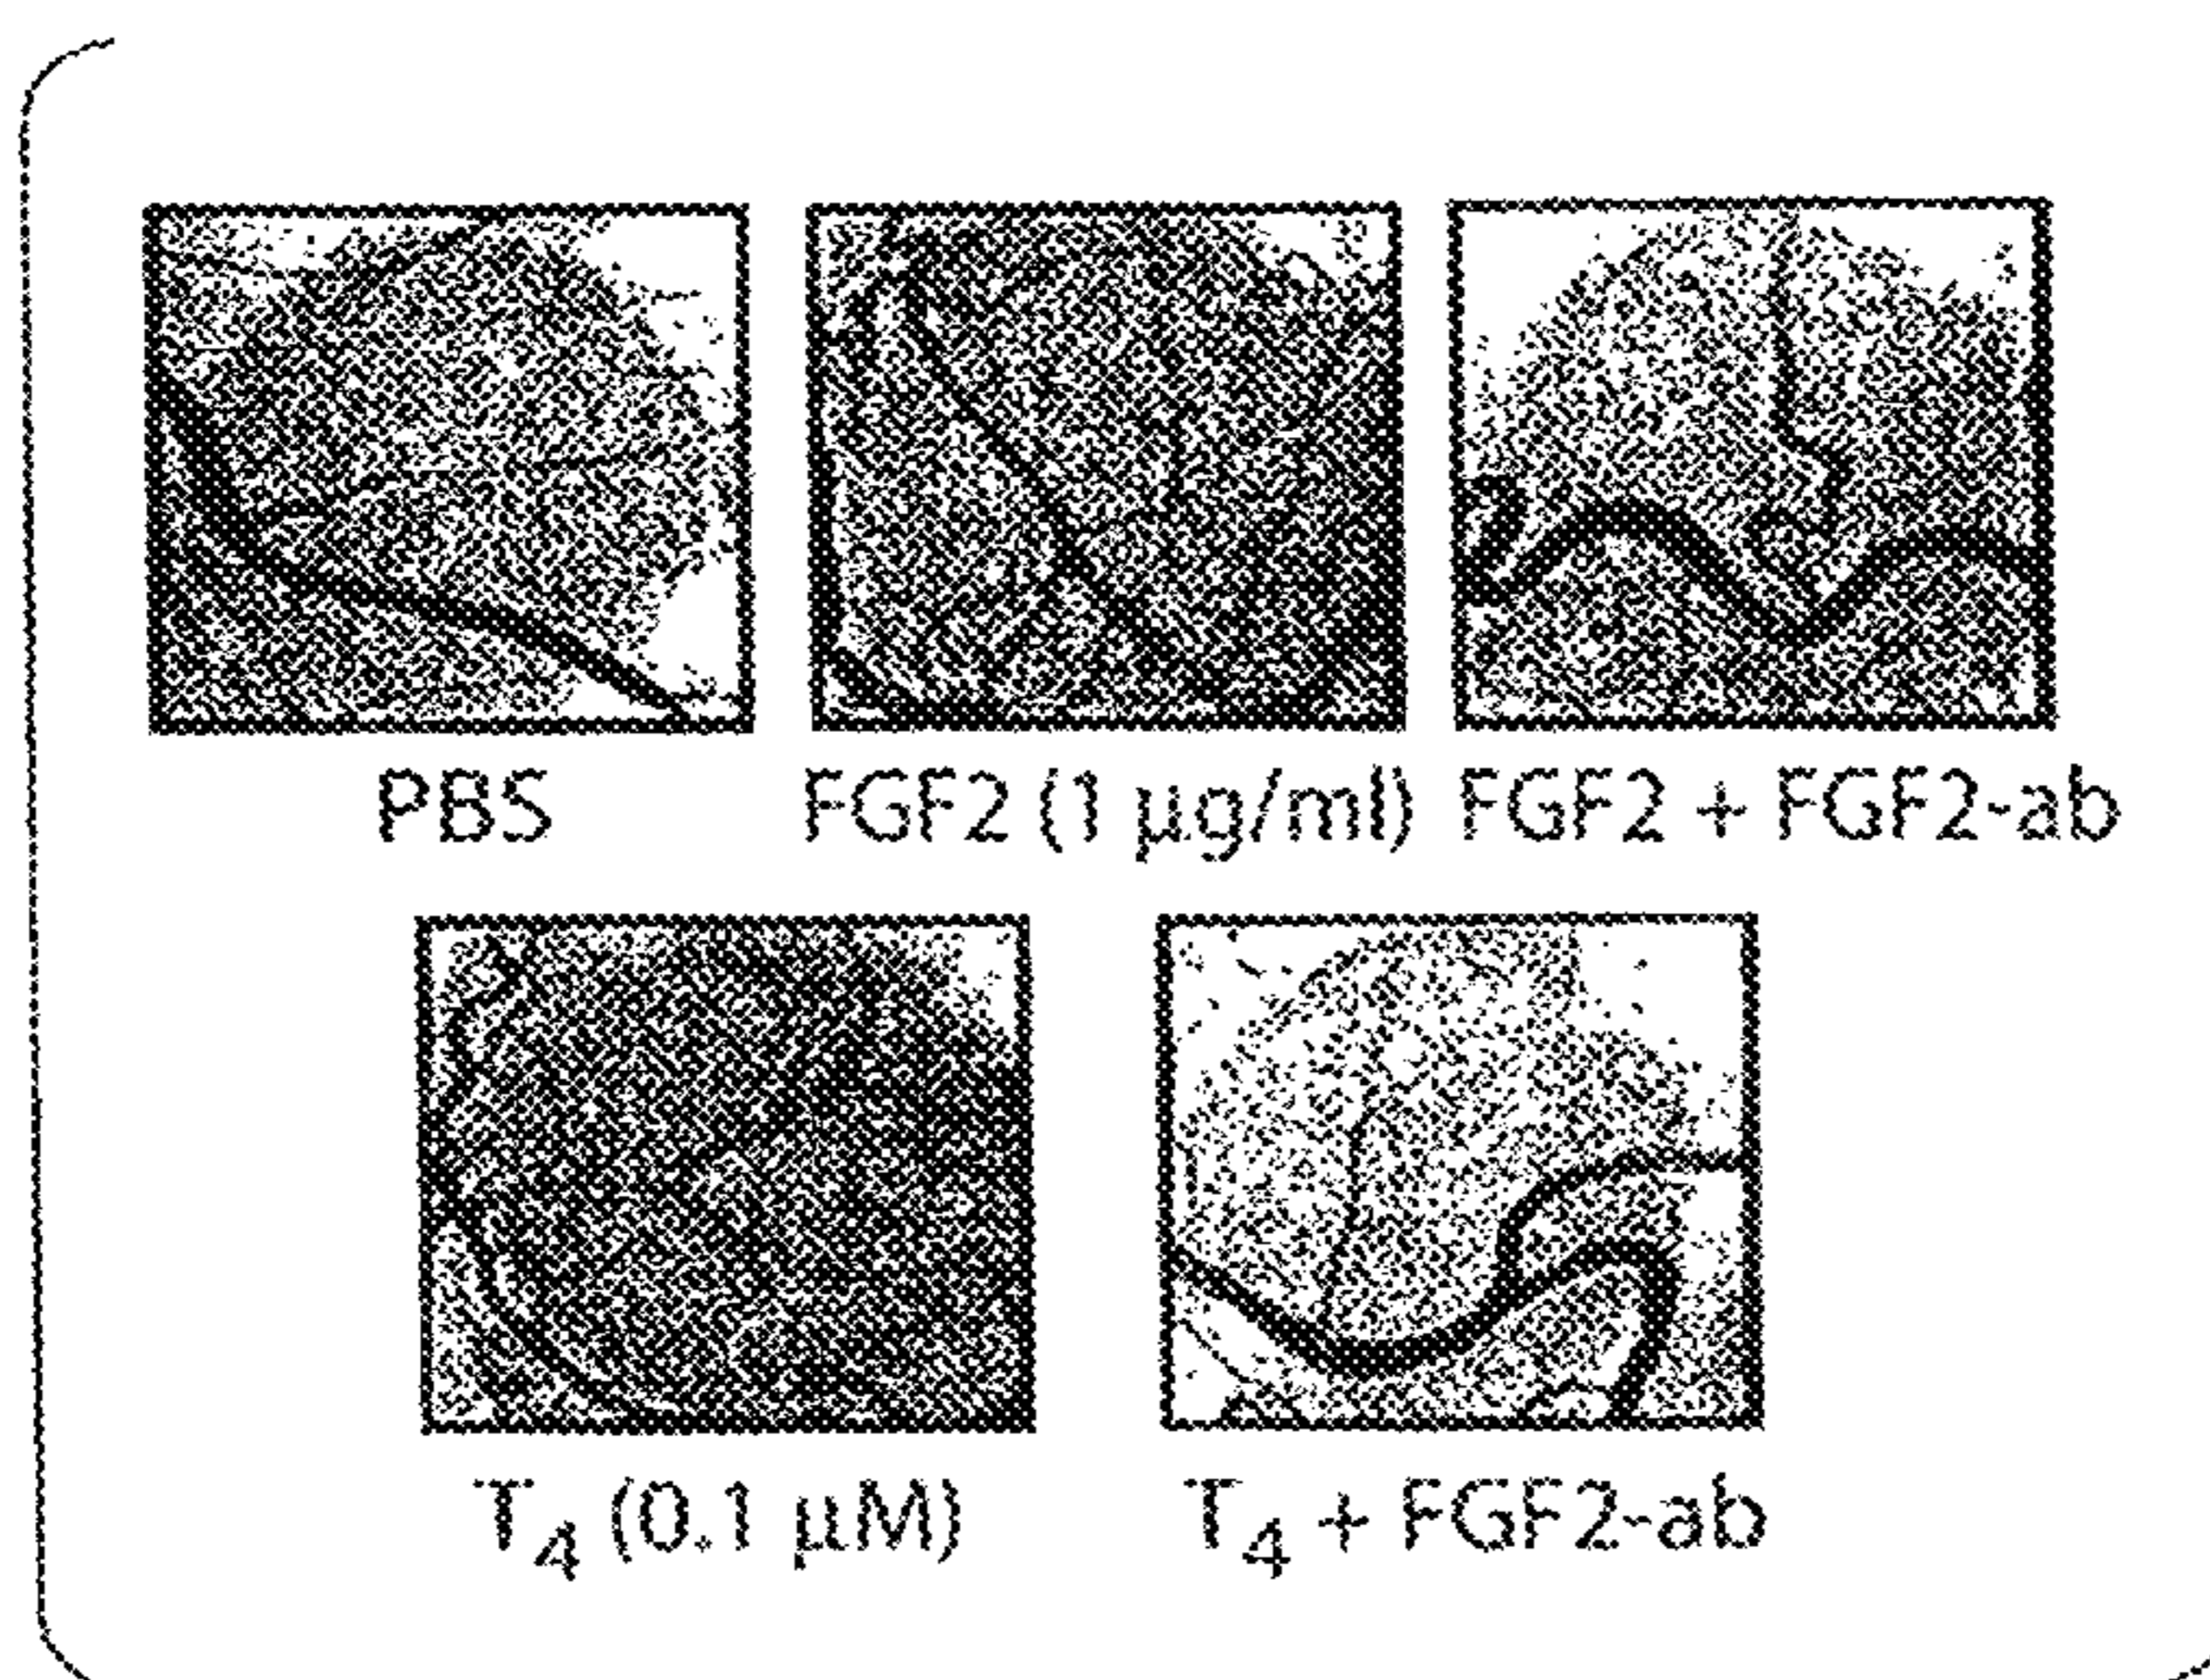 PBS
FGF2 (1 μg/ml)
FGF2 + FGF2-ab
T₄ (0.1 μM)
T₄ + FGF2-ab